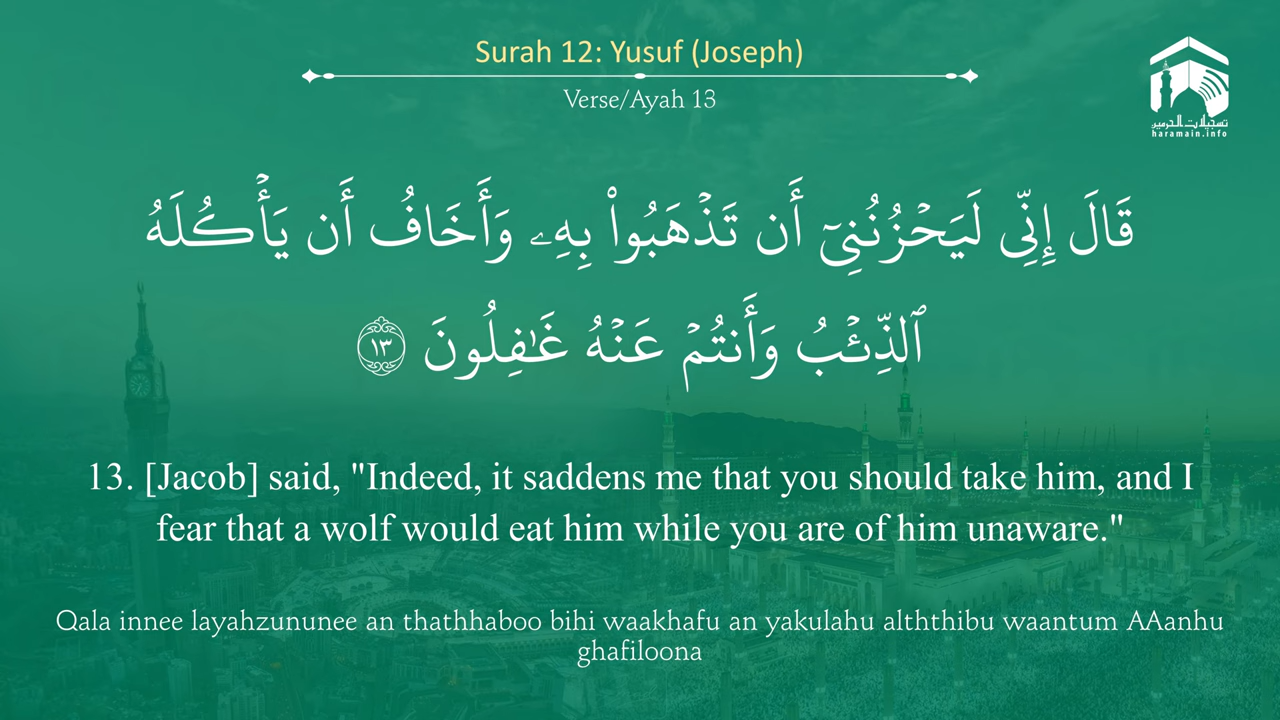 Surah 12: Yusuf (Joseph)
Verse/Ayah 13
تسجيلات الحرمين
haramain.info
قَالَ إِنِّي لَيَحۡزُنُنِيٓ أَن تَذۡهَبُواْ بِهِۦ وَأَخَافُ أَن يَأۡكُلَهُ
ٱلذِّئۡبُ وَأَنتُمۡ عَنۡهُ غَٰفِلُونَ ١٣
13. [Jacob] said, "Indeed, it saddens me that you should take him, and I
fear that a wolf would eat him while you are of him unaware."
Qala innee layahzununee an thathhaboo bihi waakhafu an yakulahu alththibu waantum AAanhu
ghafiloona